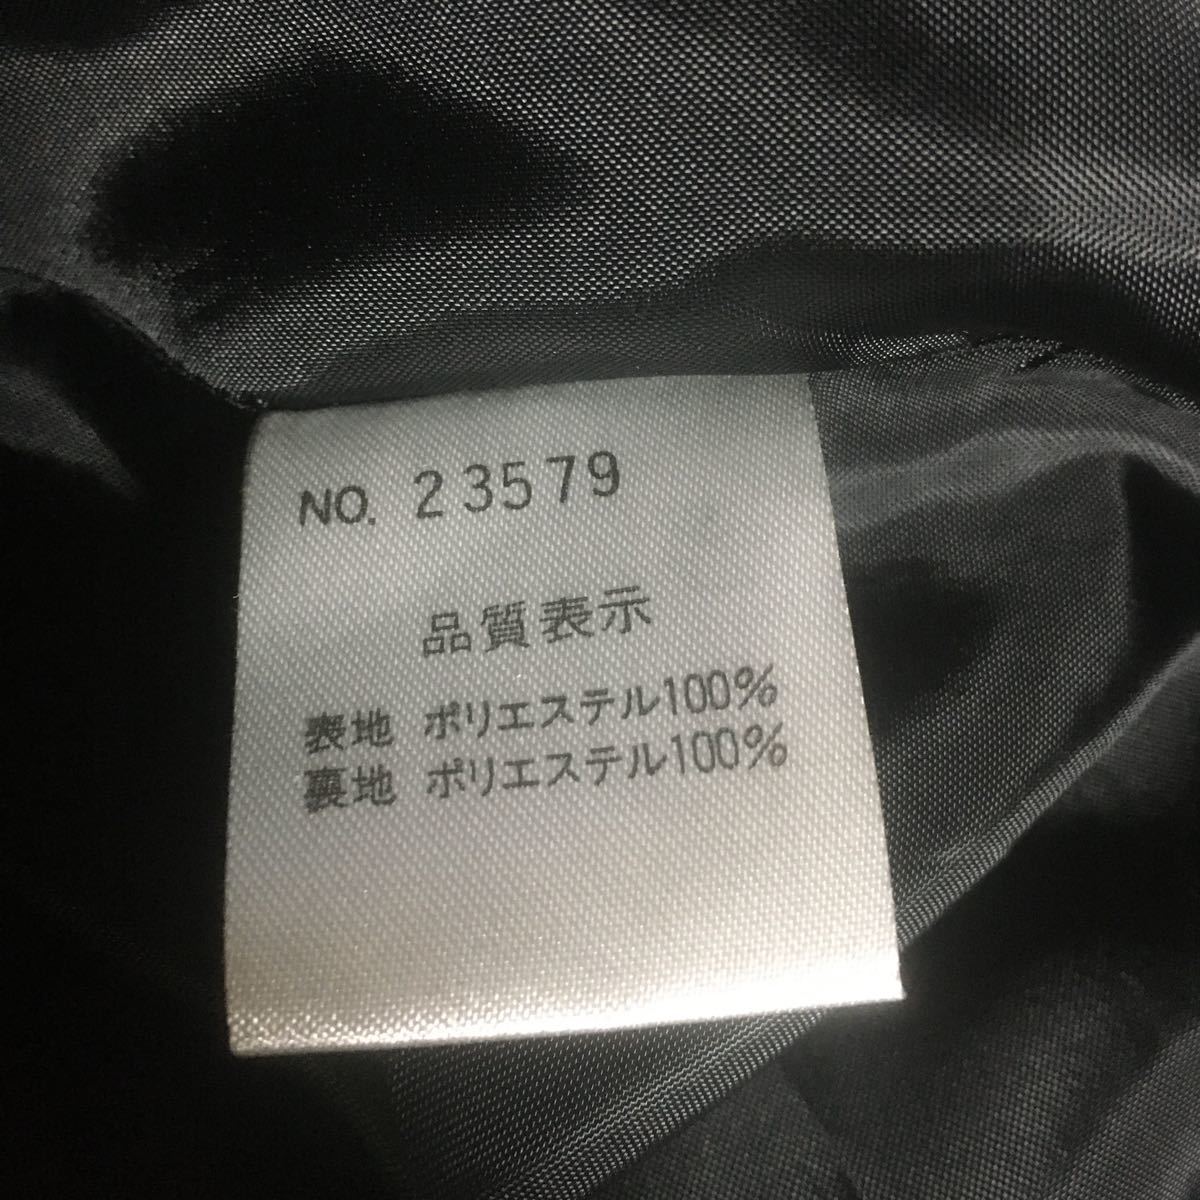 NO. 23579
品質表示
表地 ポリエステル100%
裏地 ポリエステル100%